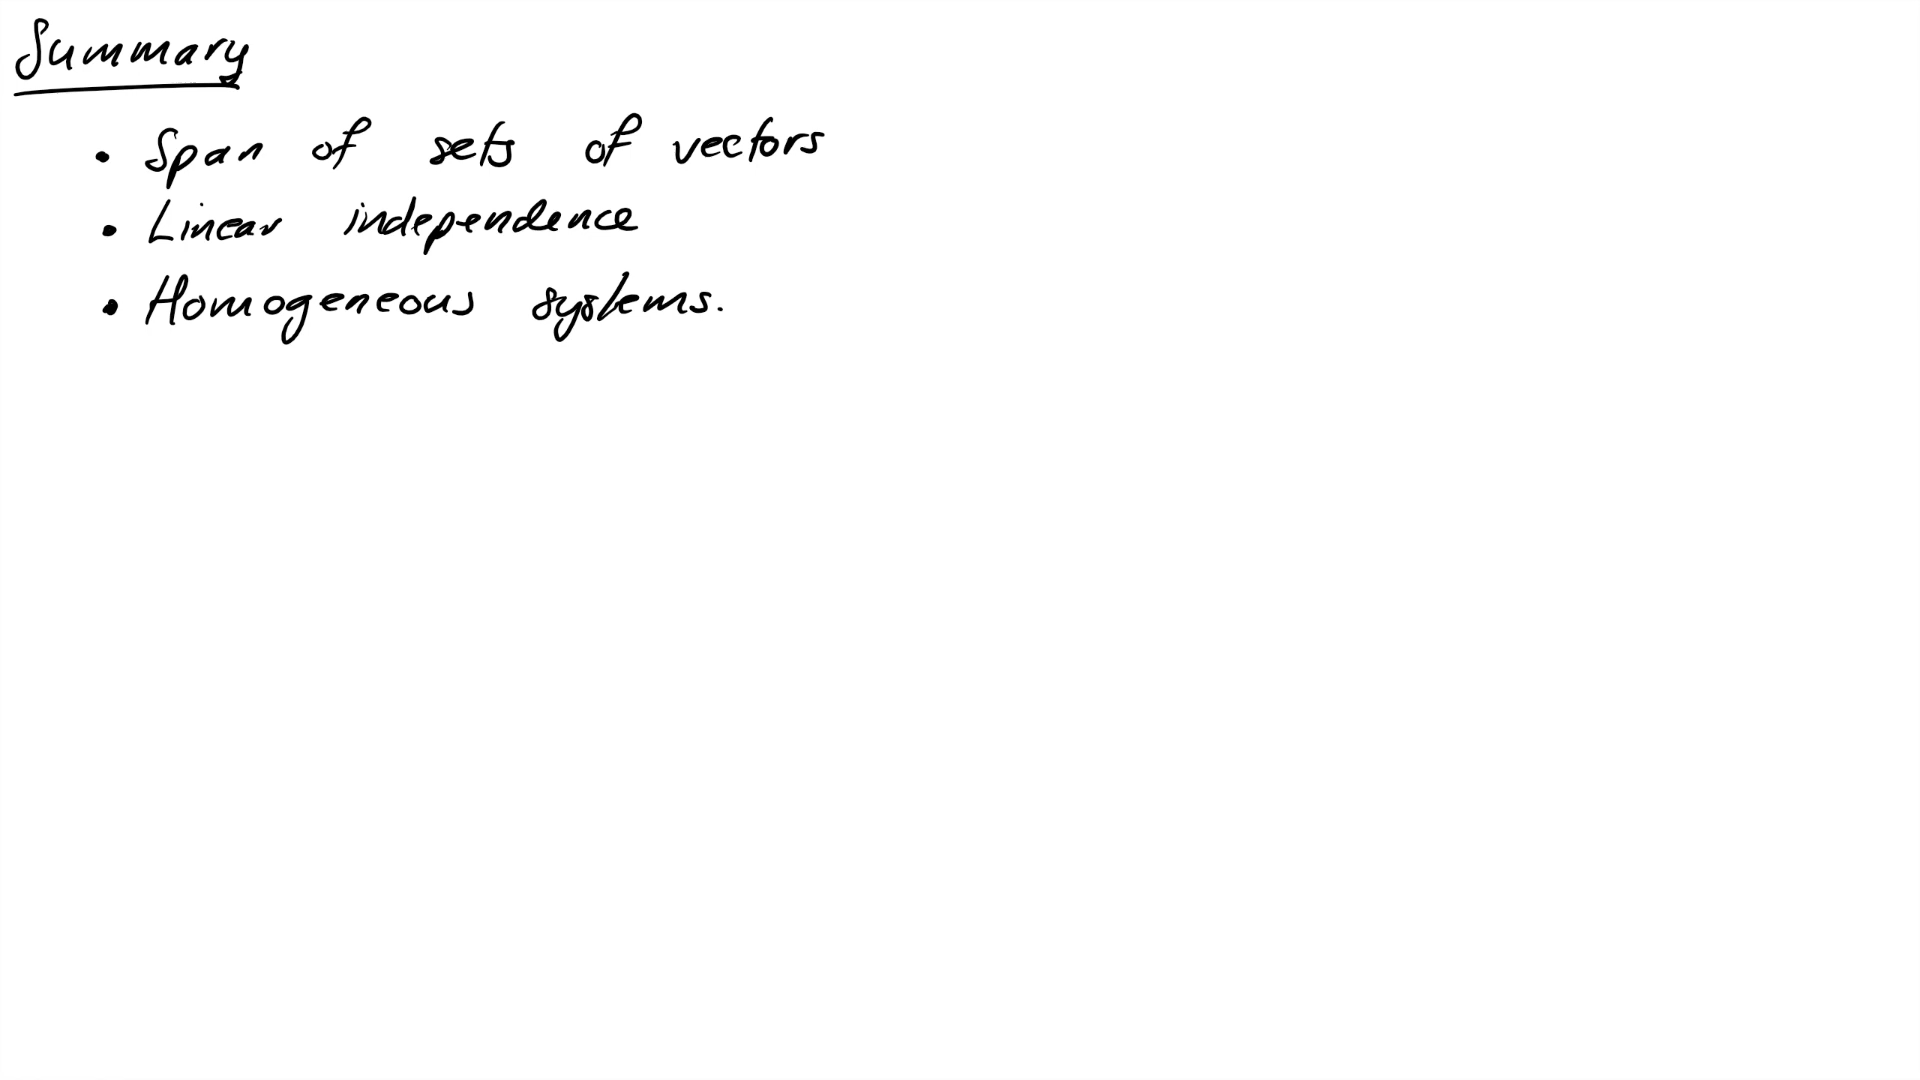 Summary
• Span of sets of vectors
• Linear independence
• Homogeneous systems.